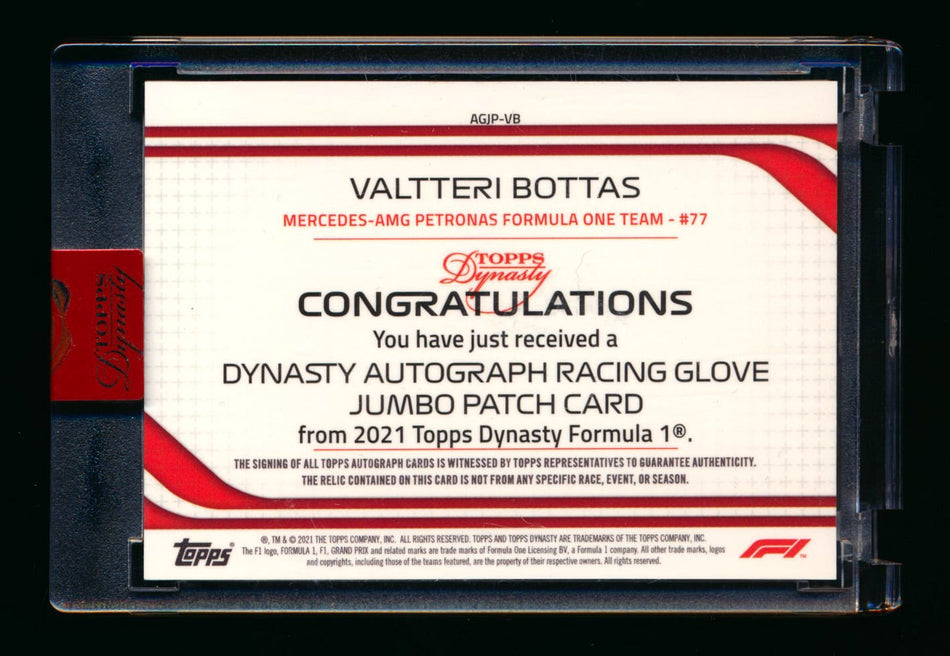 AGJP-VB
VALTTERI BOTTAS
MERCEDES-AMG PETRONAS FORMULA ONE TEAM - #77
TOPPS
Dynasty
CONGRATULATIONS
You have just received a
DYNASTY AUTOGRAPH RACING GLOVE
JUMBO PATCH CARD
from 2021 Topps Dynasty Formula 1®.
THE SIGNING OF ALL TOPPS AUTOGRAPH CARDS IS WITNESSED BY TOPPS REPRESENTATIVES TO GUARANTEE AUTHENTICITY.
THE RELIC CONTAINED ON THIS CARD IS NOT FROM ANY SPECIFIC RACE, EVENT, OR SEASON.
TOPPS
Dynasty
topps®
®, TM & © 2021 THE TOPPS COMPANY, INC. ALL RIGHTS RESERVED. TOPPS AND TOPPS DYNASTY ARE TRADEMARKS OF THE TOPPS COMPANY, INC.
The F1 logo, FORMULA 1, F1, GRAND PRIX and related marks are trade marks of Formula One Licensing BV, a Formula 1 company. All other trade marks, logos
and copyrights, including those of the teams featured, are the property of their respective owners. All rights reserved.
F1™